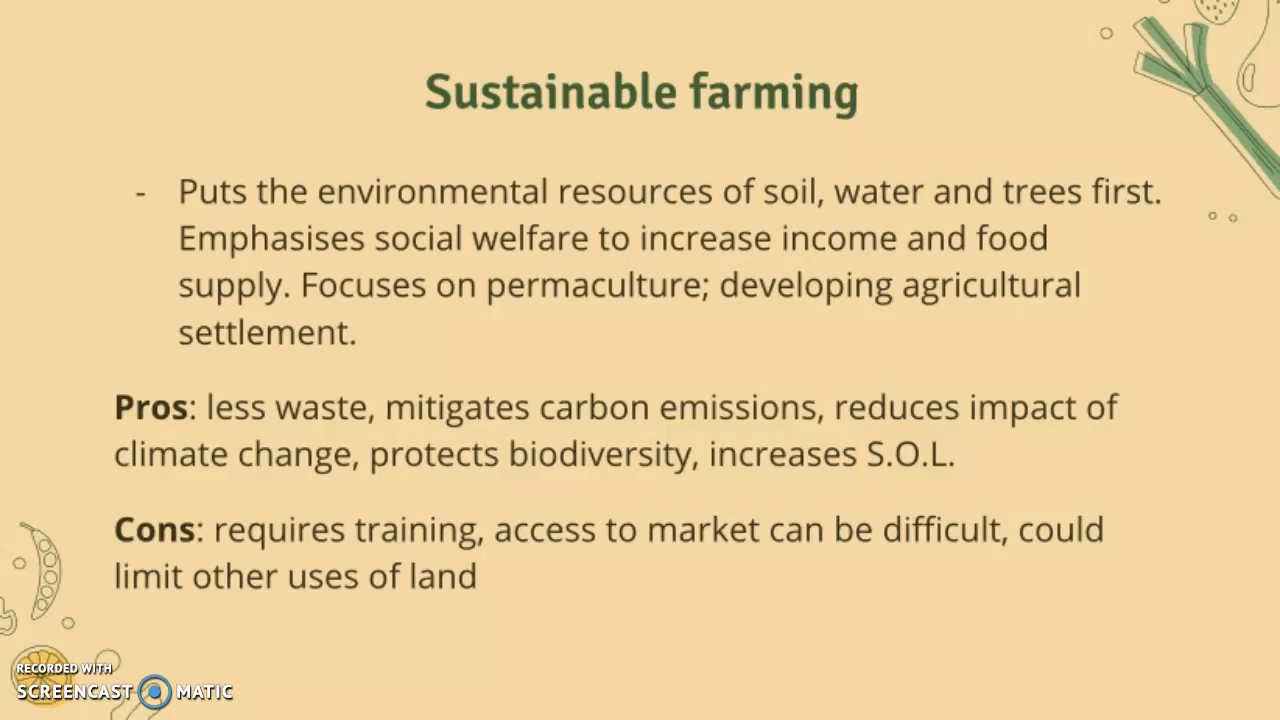 Sustainable farming
- Puts the environmental resources of soil, water and trees first.
Emphasises social welfare to increase income and food
supply. Focuses on permaculture; developing agricultural
settlement.
Pros: less waste, mitigates carbon emissions, reduces impact of
climate change, protects biodiversity, increases S.O.L.
Cons: requires training, access to market can be difficult, could
limit other uses of land
RECORDED WITH
SCREENCAST MATIC